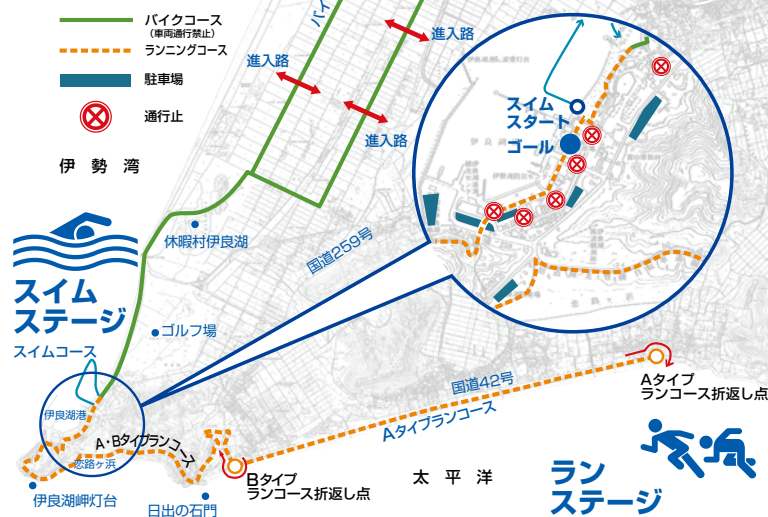 バイクコース
（車両通行禁止）
ランニングコース
駐車場
通行止
伊勢湾
バイ
進入路
進入路
進入路
スイム
スタート
ゴール
休暇村伊良湖
国道259号
スイム
ステージ
ゴルフ場
スイムコース
伊良湖港
A・Bタイプランコース
恋路ヶ浜
伊良湖岬灯台
日出の石門
Bタイプ
ランコース折返し点
国道42号
Aタイプランコース
Aタイプ
ランコース折返し点
太平洋
ラン
ステージ